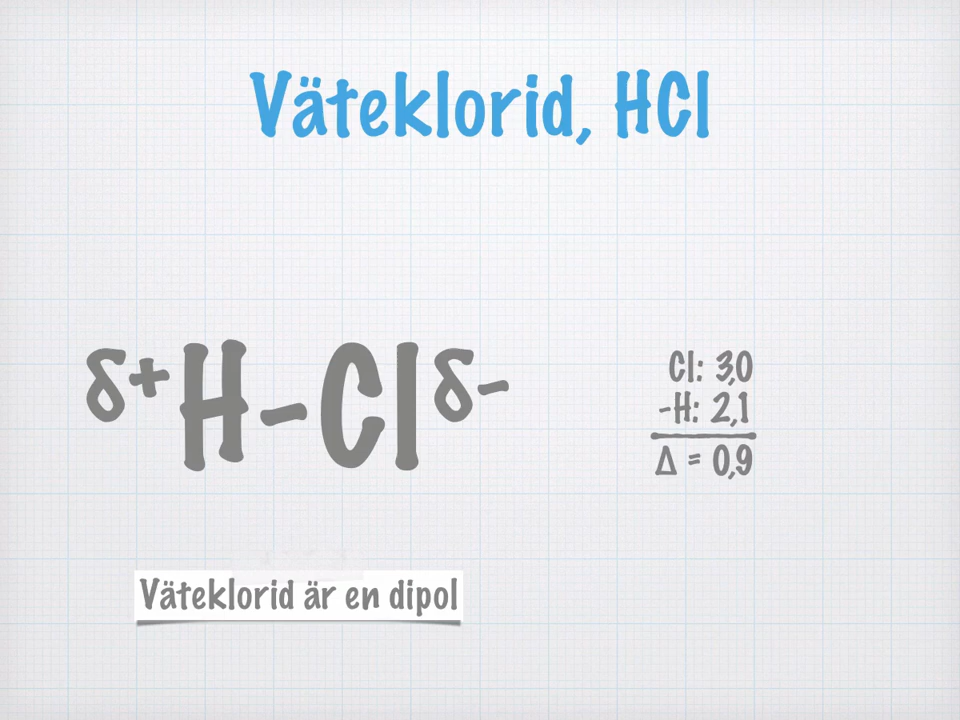 Väteklorid, HCl
δ+H-Clδ-
Cl: 3,0
-H: 2,1
Δ = 0,9
Väteklorid är en dipol